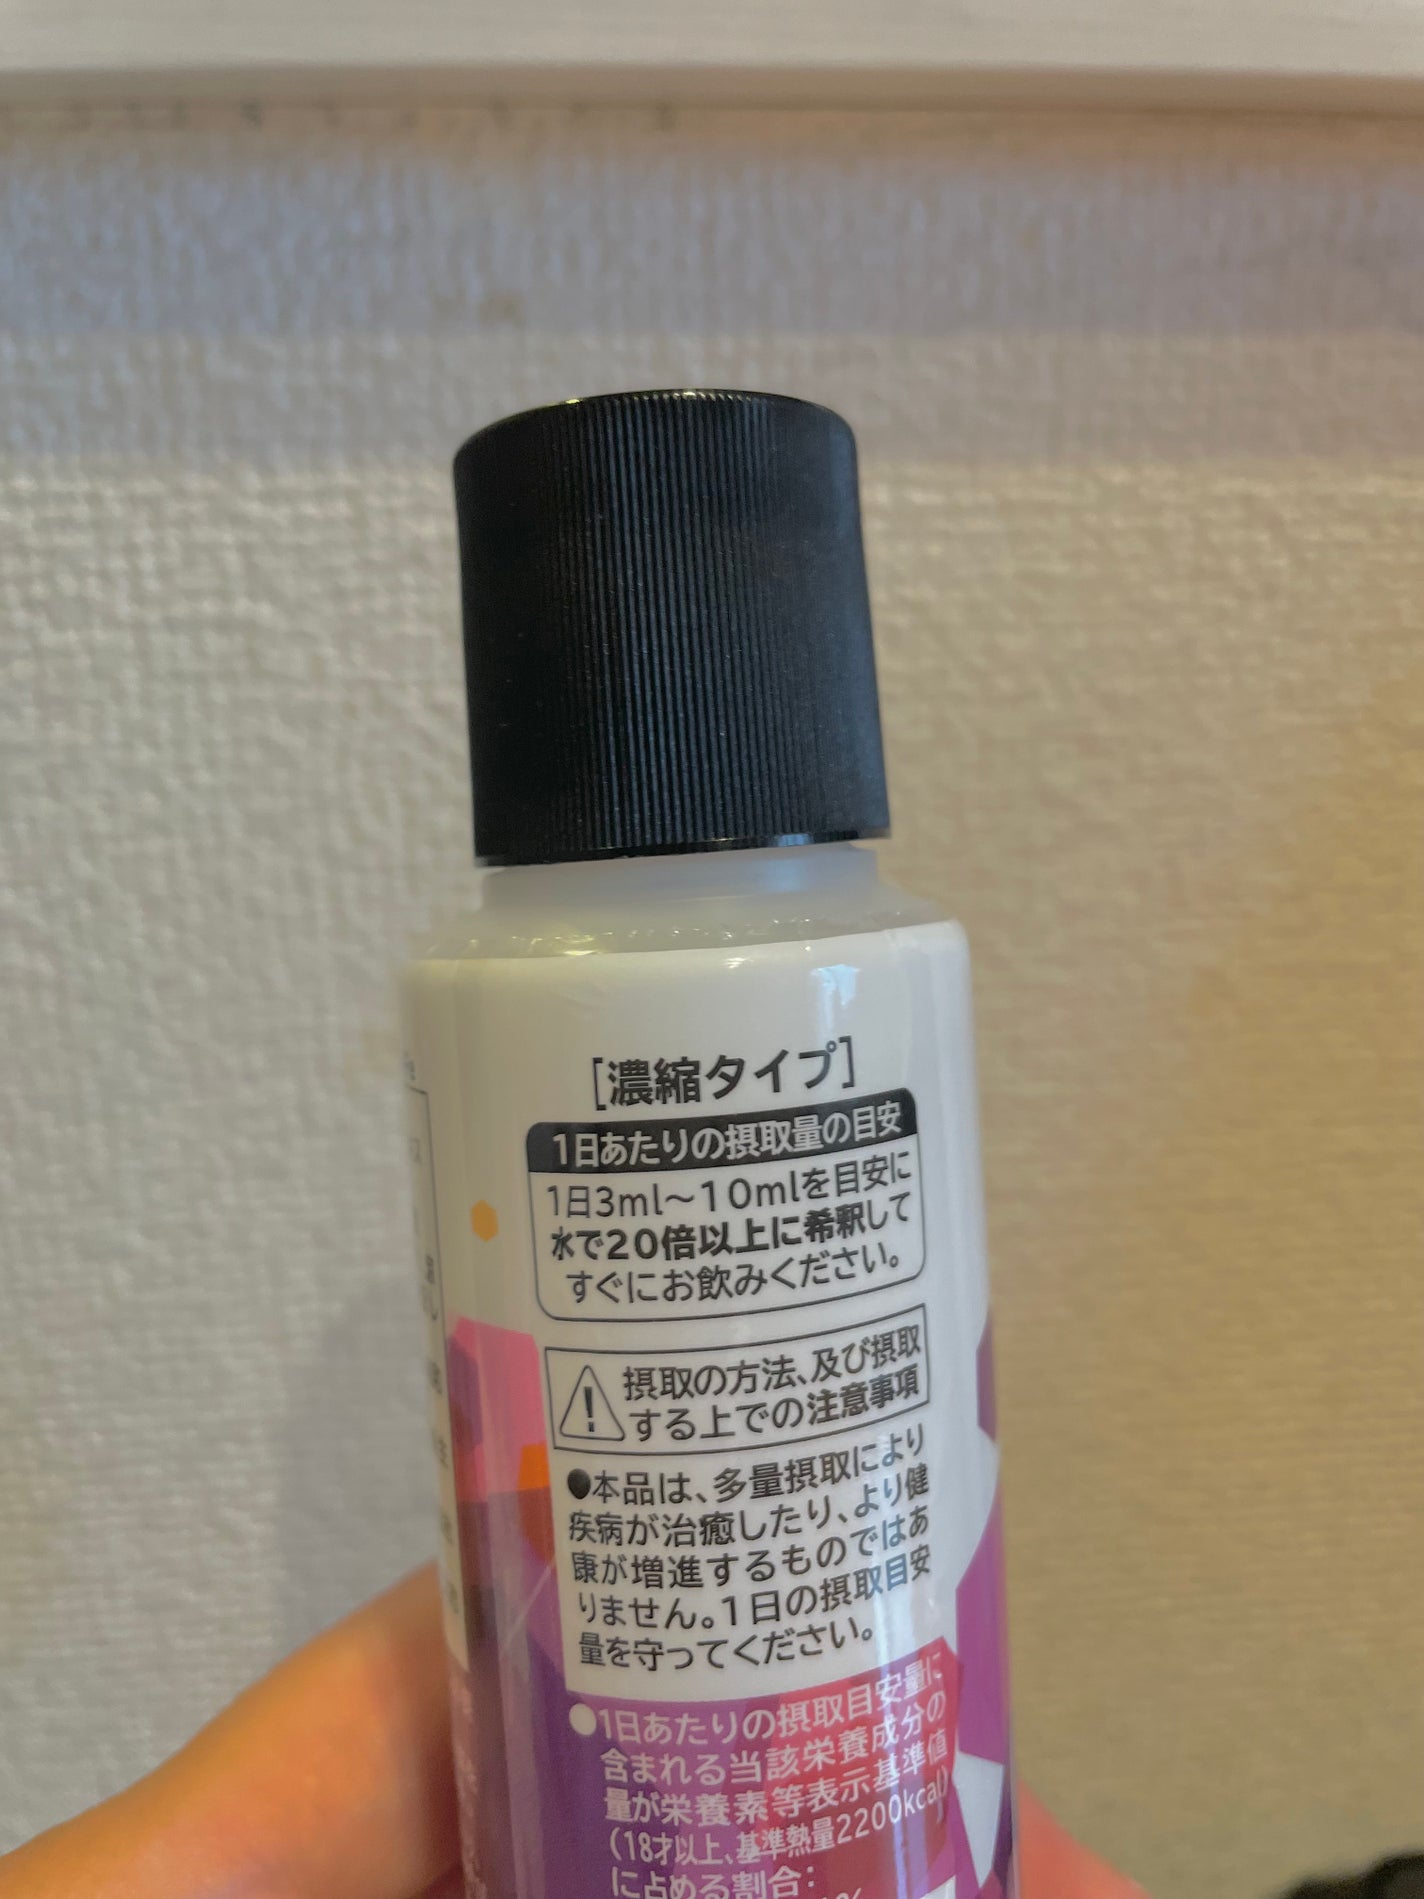 [濃縮タイプ]
1日あたりの摂取量の目安
1日3ml～10mlを目安に
水で20倍以上に希釈して
すぐにお飲みください。
摂取の方法、及び摂取
する上での注意事項
●本品は、多量摂取により
疾病が治癒したり、より健
康が増進するものではあ
りません。1日の摂取目安
量を守ってください。
●1日あたりの摂取目安量に
含まれる当該栄養成分の
量が栄養素等表示基準値
(18才以上、基準熱量2200kcal)
に占める割合：